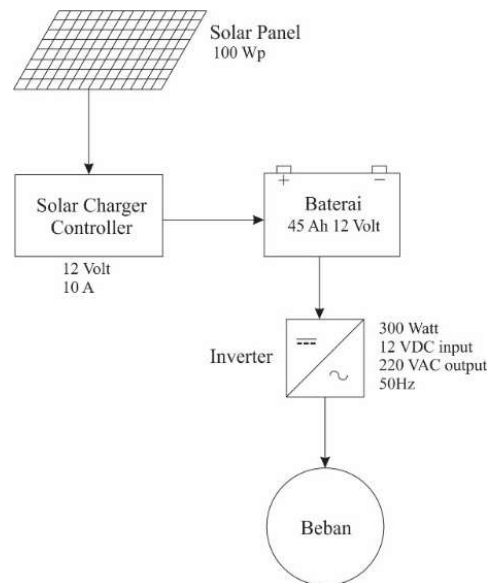 Solar Panel
100 Wp
Solar Charger
Controller
12 Volt
10 A
+ −
Baterai
45 Ah 12 Volt
Inverter
300 Watt
12 VDC input
220 VAC output
50Hz
Beban